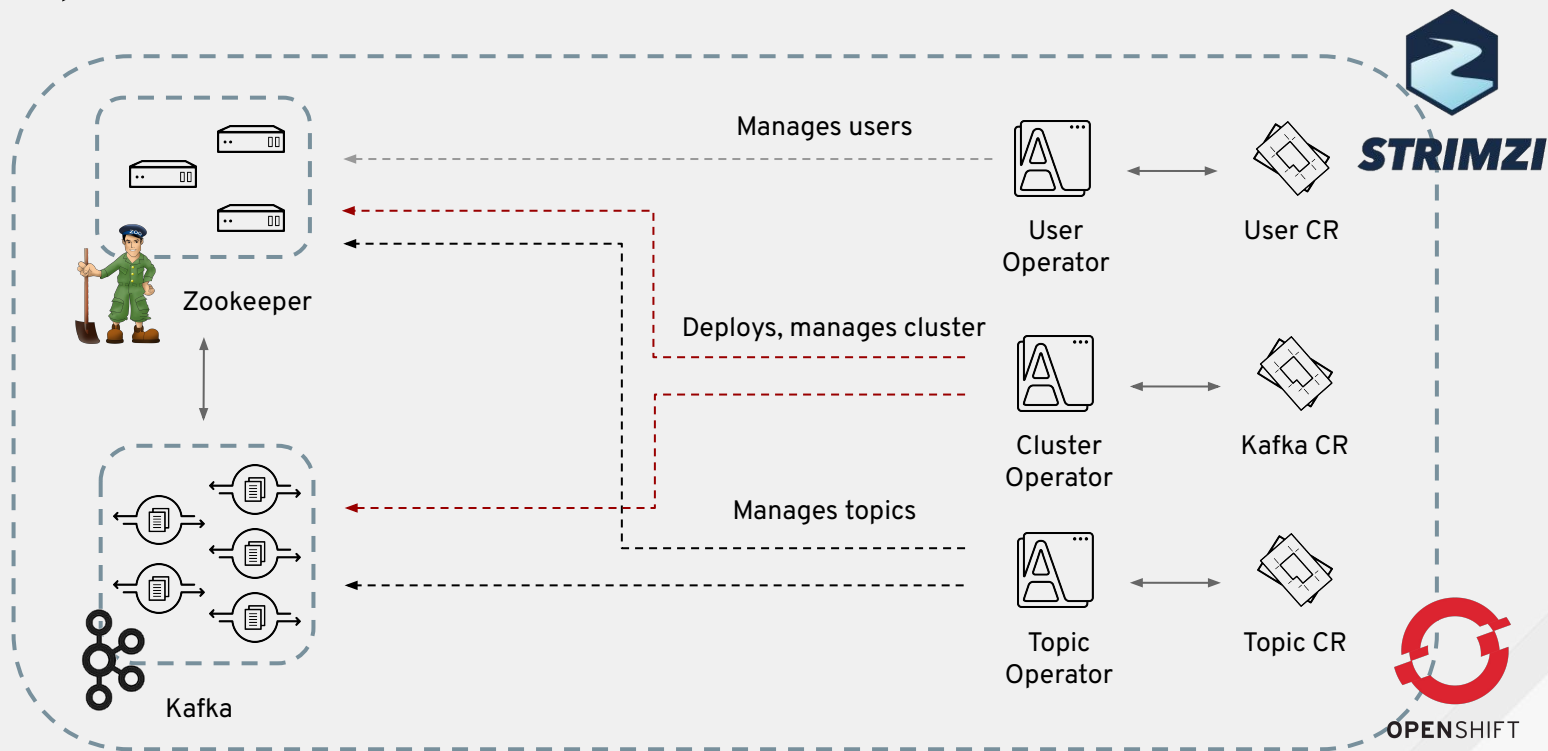 STRIMZI
Manages users
User
Operator
User CR
ZOO
Zookeeper
Deploys, manages cluster
Cluster
Operator
Kafka CR
Manages topics
Topic
Operator
Topic CR
Kafka
OPENSHIFT